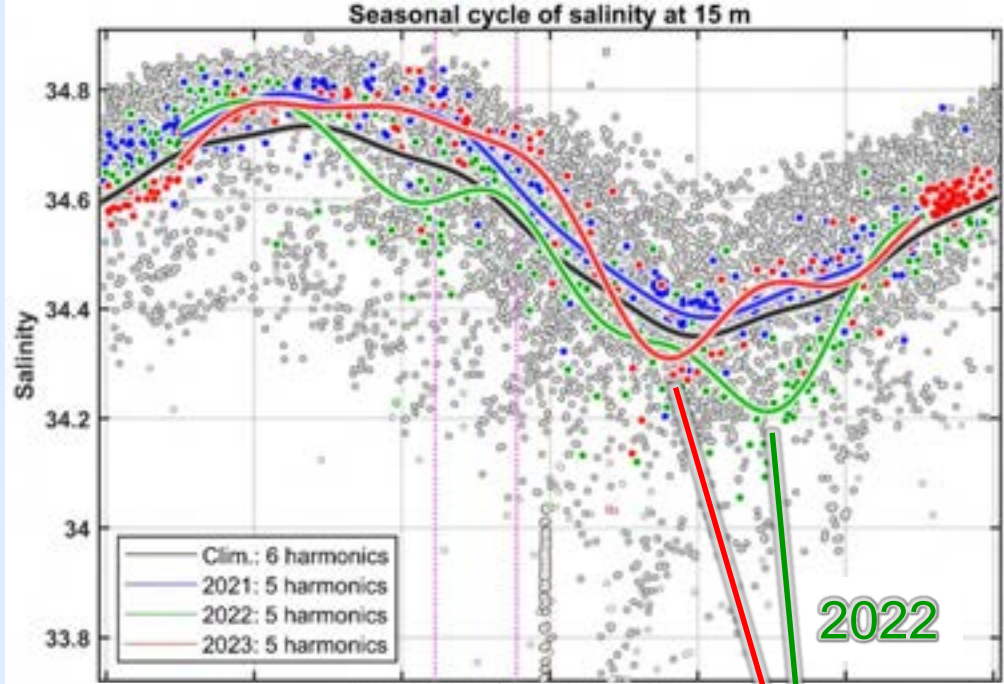 Seasonal cycle of salinity at 15 m
34.8
34.6
34.4
34.2
34
33.8
Salinity
Clim.: 6 harmonics
2021: 5 harmonics
2022: 5 harmonics
2023: 5 harmonics
2022